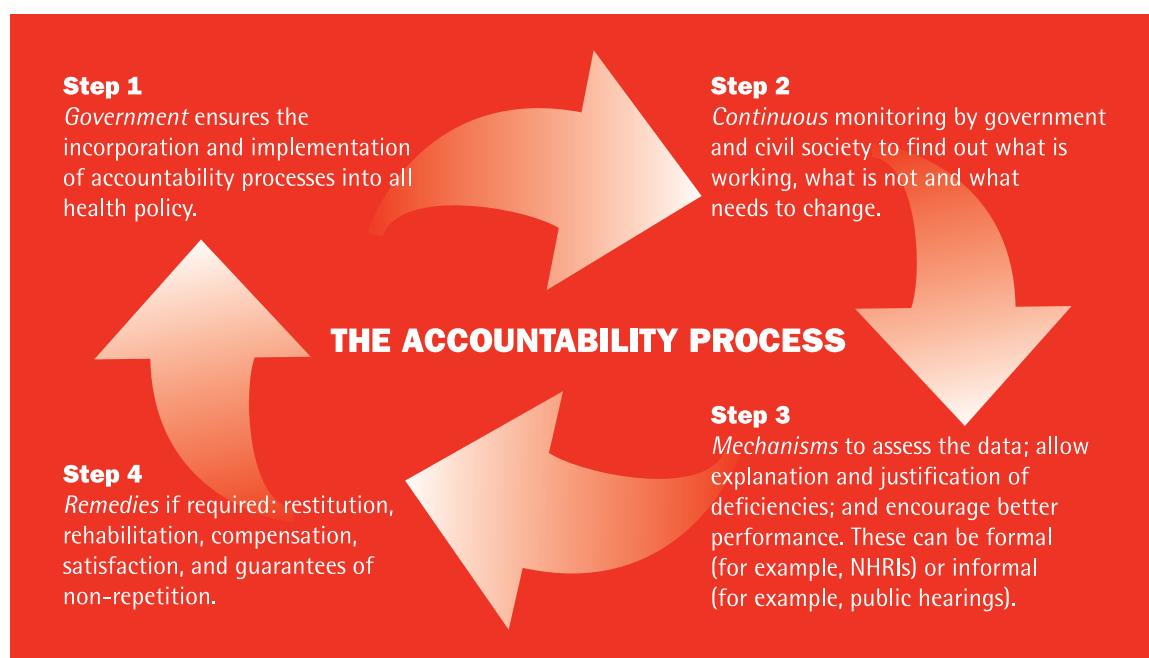 Step 1
Government ensures the
incorporation and implementation
of accountability processes into all
health policy.
Step 2
Continuous monitoring by government
and civil society to find out what is
working, what is not and what
needs to change.
THE ACCOUNTABILITY PROCESS
Step 3
Mechanisms to assess the data; allow
explanation and justification of
deficiencies; and encourage better
performance. These can be formal
(for example, NHRIs) or informal
(for example, public hearings).
Step 4
Remedies if required: restitution,
rehabilitation, compensation,
satisfaction, and guarantees of
non-repetition.